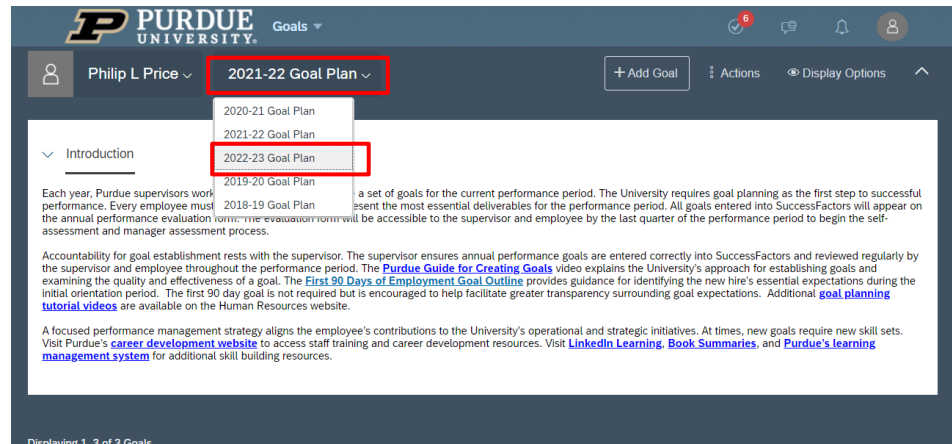 PURDUE
UNIVERSITY.
Goals
6
Philip L Price
2021-22 Goal Plan
+ Add Goal
Actions
Display Options
2020-21 Goal Plan
2021-22 Goal Plan
2022-23 Goal Plan
2019-20 Goal Plan
2018-19 Goal Plan
Introduction
Each year, Purdue supervisors work a set of goals for the current performance period. The University requires goal planning as the first step to successful
performance. Every employee must esent the most essential deliverables for the performance period. All goals entered into SuccessFactors will appear on
the annual performance evaluation form. The evaluation form will be accessible to the supervisor and employee by the last quarter of the performance period to begin the self-
assessment and manager assessment process.
Accountability for goal establishment rests with the supervisor. The supervisor ensures annual performance goals are entered correctly into SuccessFactors and reviewed regularly by
the supervisor and employee throughout the performance period. The Purdue Guide for Creating Goals video explains the University's approach for establishing goals and
examining the quality and effectiveness of a goal. The First 90 Days of Employment Goal Outline provides guidance for identifying the new hire's essential expectations during the
initial orientation period. The first 90 day goal is not required but is encouraged to help facilitate greater transparency surrounding goal expectations. Additional goal planning
tutorial videos are available on the Human Resources website.
A focused performance management strategy aligns the employee's contributions to the University's operational and strategic initiatives. At times, new goals require new skill sets.
Visit Purdue's career development website to access staff training and career development resources. Visit LinkedIn Learning, Book Summaries, and Purdue's learning
management system for additional skill building resources.
Displaying 1 3 of 3 Goals